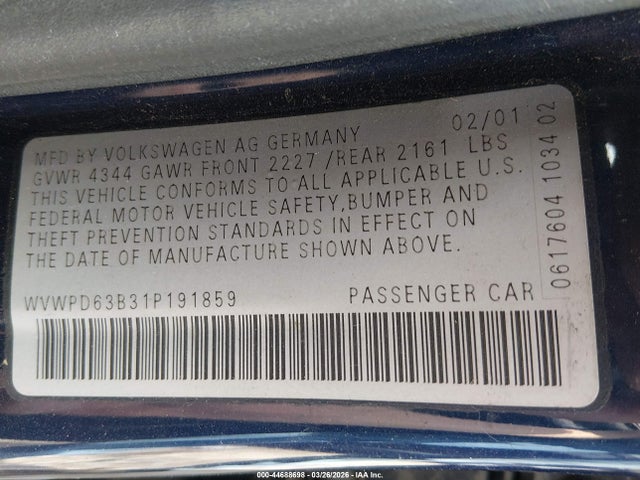 MFD BY VOLKSWAGEN AG GERMANY 02/01
GVWR 4344 GAWR FRONT 2227 /REAR 2161 LBS
THIS VEHICLE CONFORMS TO ALL APPLICABLE U.S.
FEDERAL MOTOR VEHICLE SAFETY,BUMPER AND
THEFT PREVENTION STANDARDS IN EFFECT ON
THE DATE OF MANUFACTURE SHOWN ABOVE.
WVWPD63B31P191859 PASSENGER CAR
0617604 1034 02
000-44688698 - 03/26/2026 - IAA Inc.